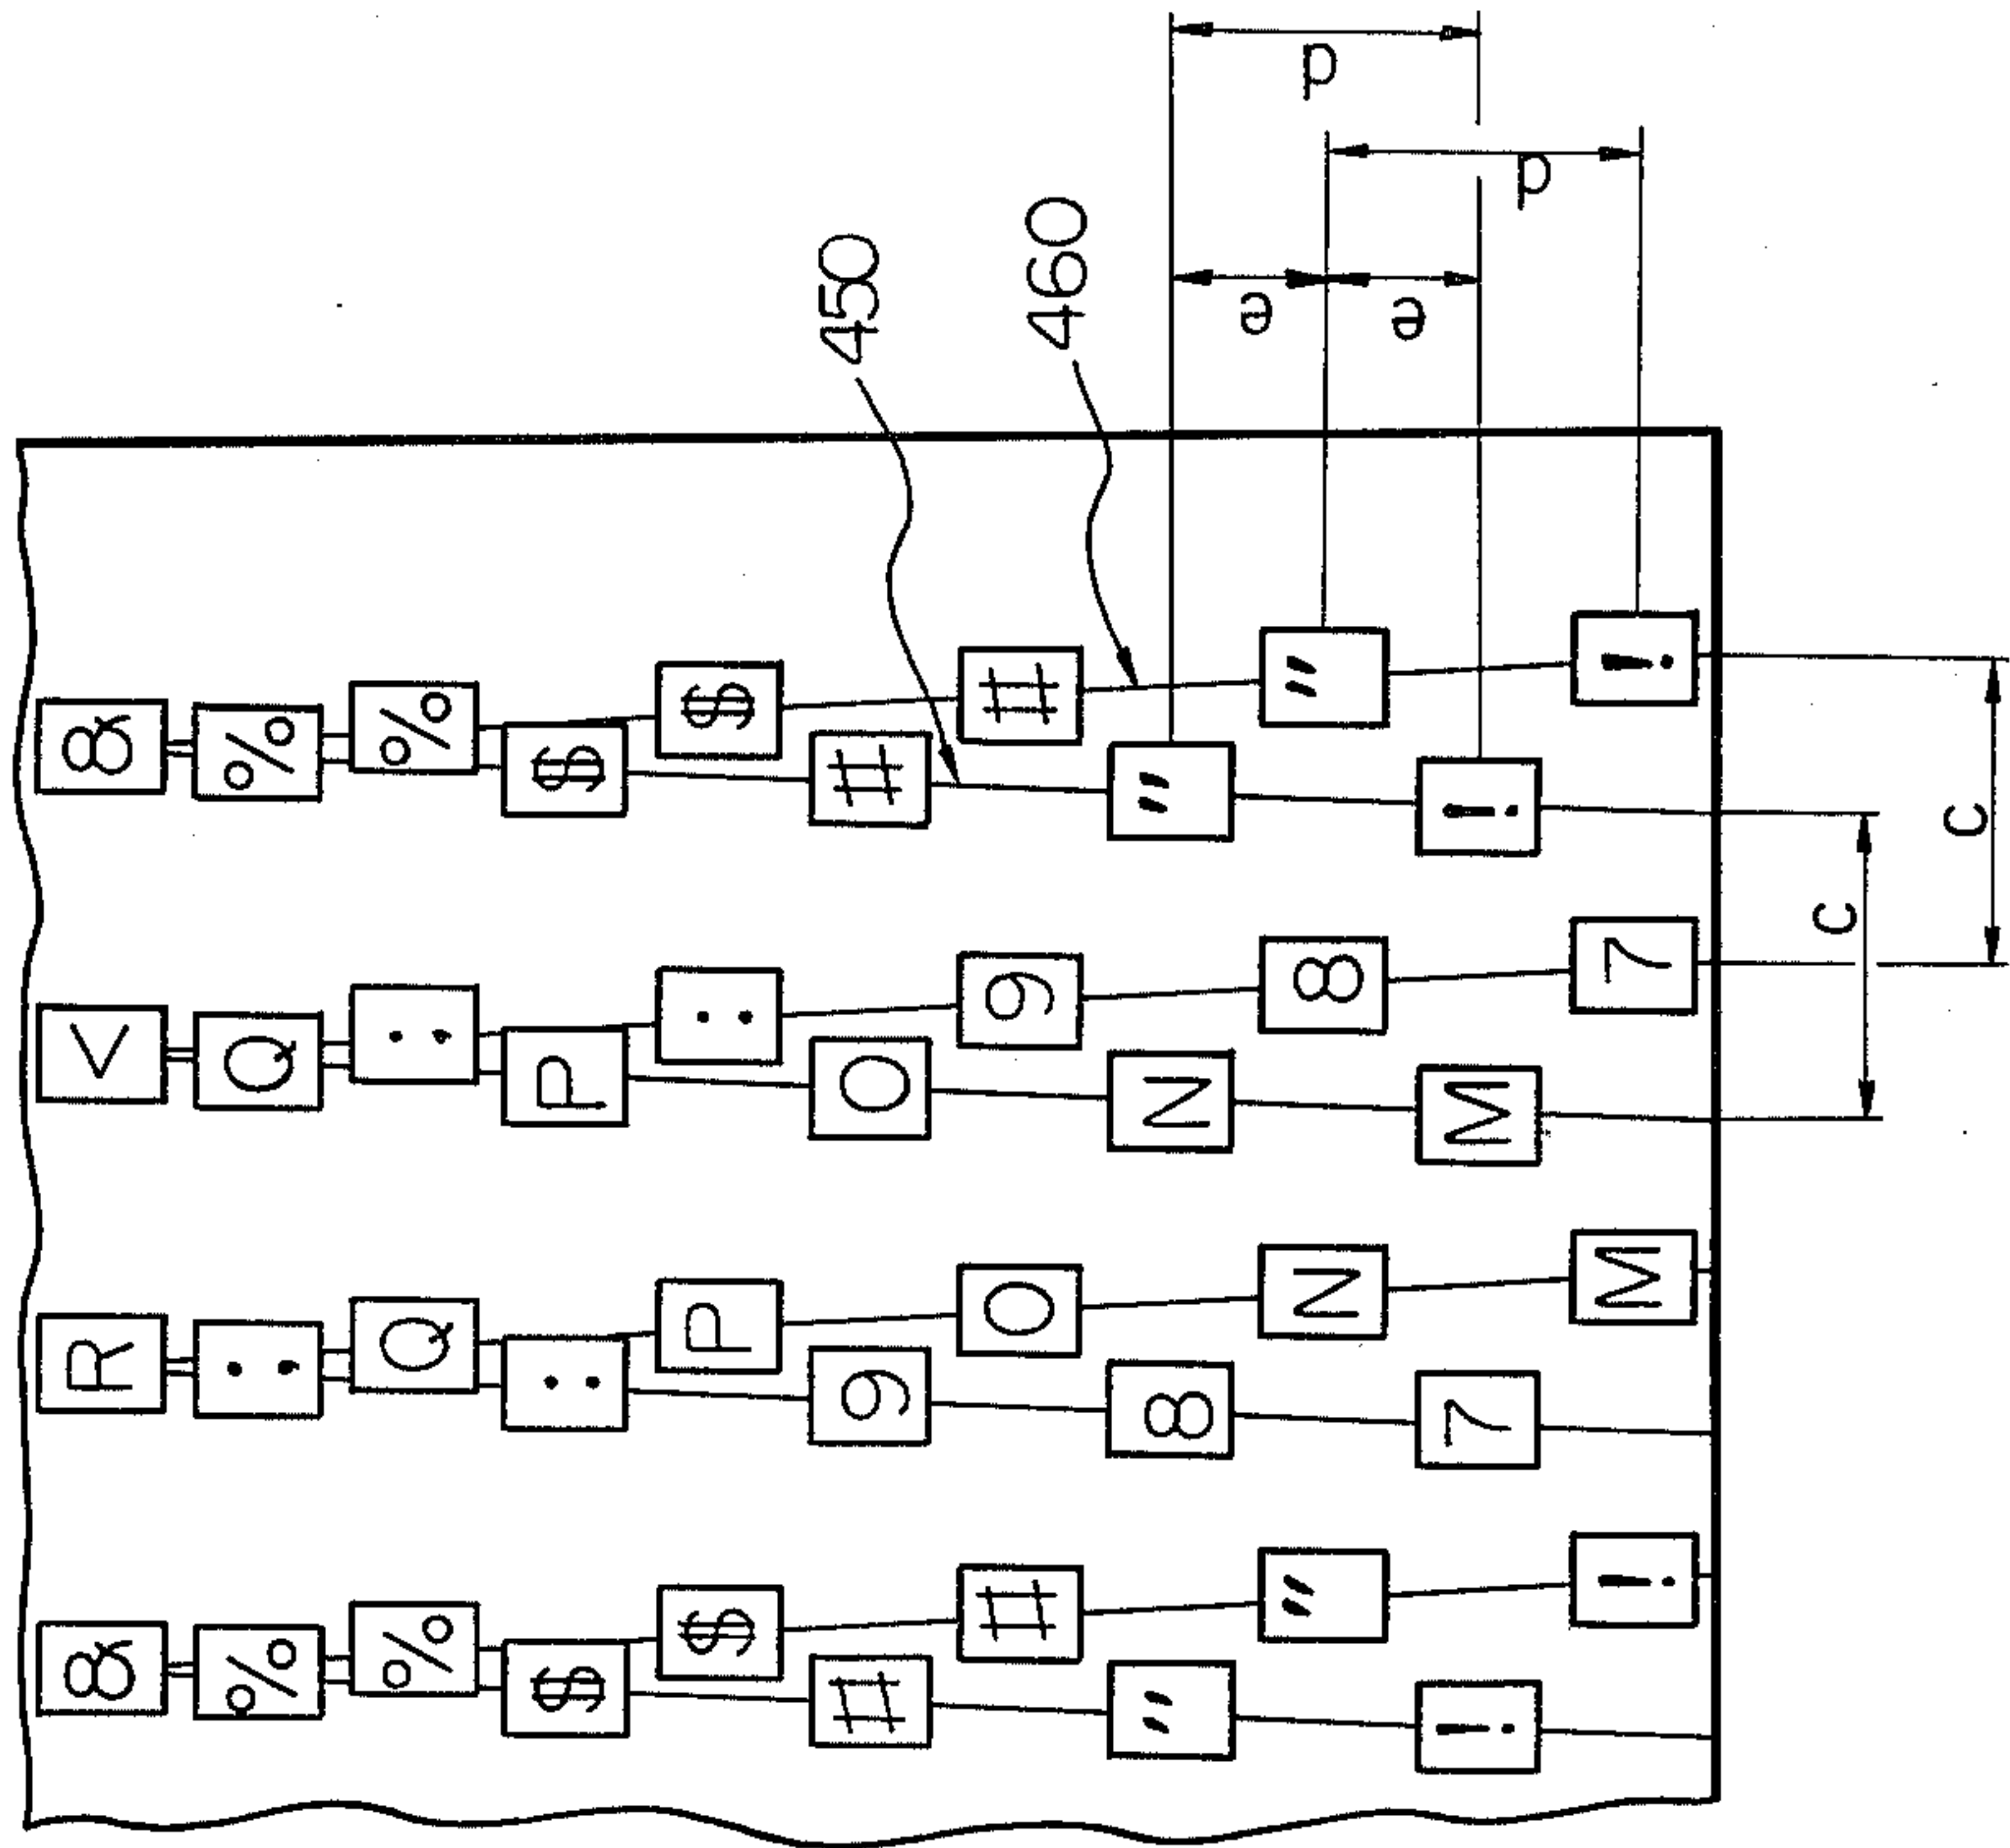 & R < &
% ; Q %
% Q ; %
$ : P $
$ P : $
# 9 O # 450
# O 9 #
" 8 N " 460
" N 8 " e
d
! 7 M ! e
d
! M 7 !
c
c